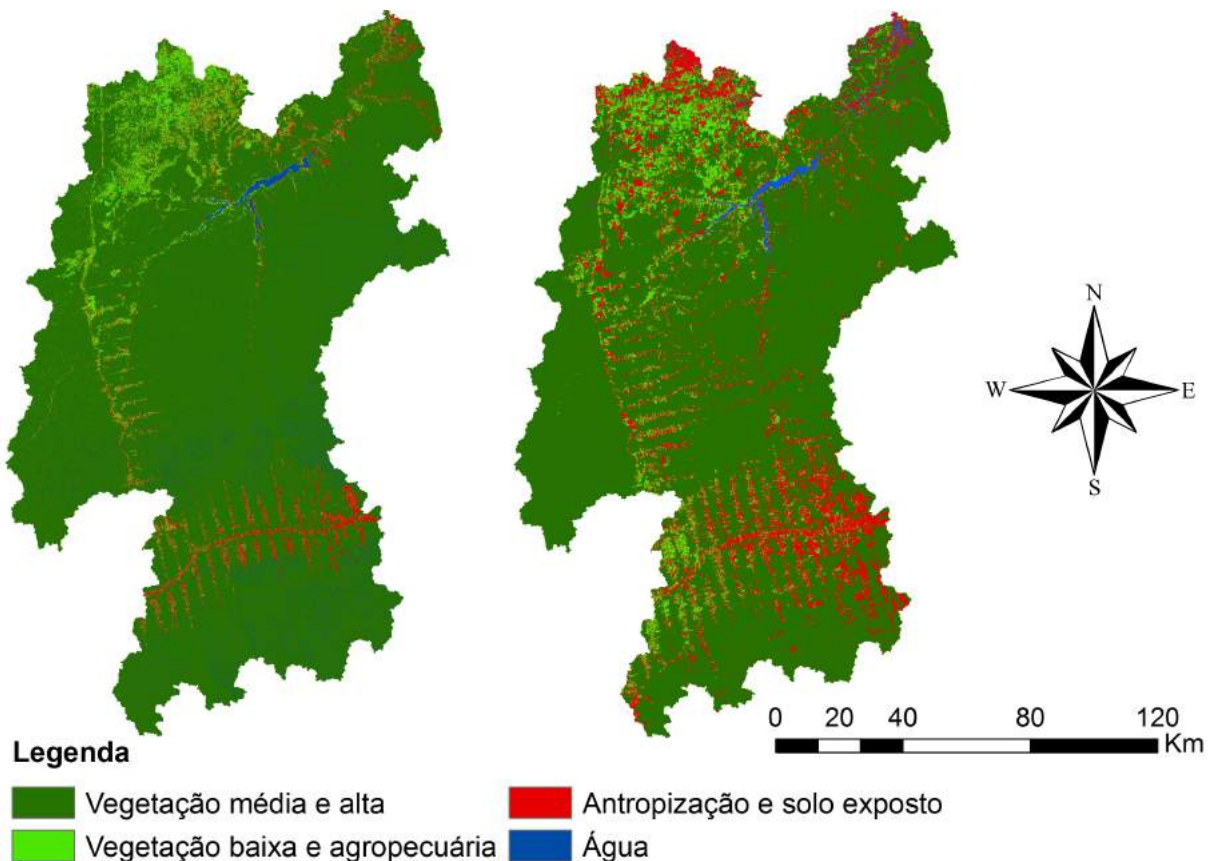 N
W E
S
0 20 40 80 120
Km
Legenda
Vegetação média e alta
Antropização e solo exposto
Vegetação baixa e agropecuária
Água